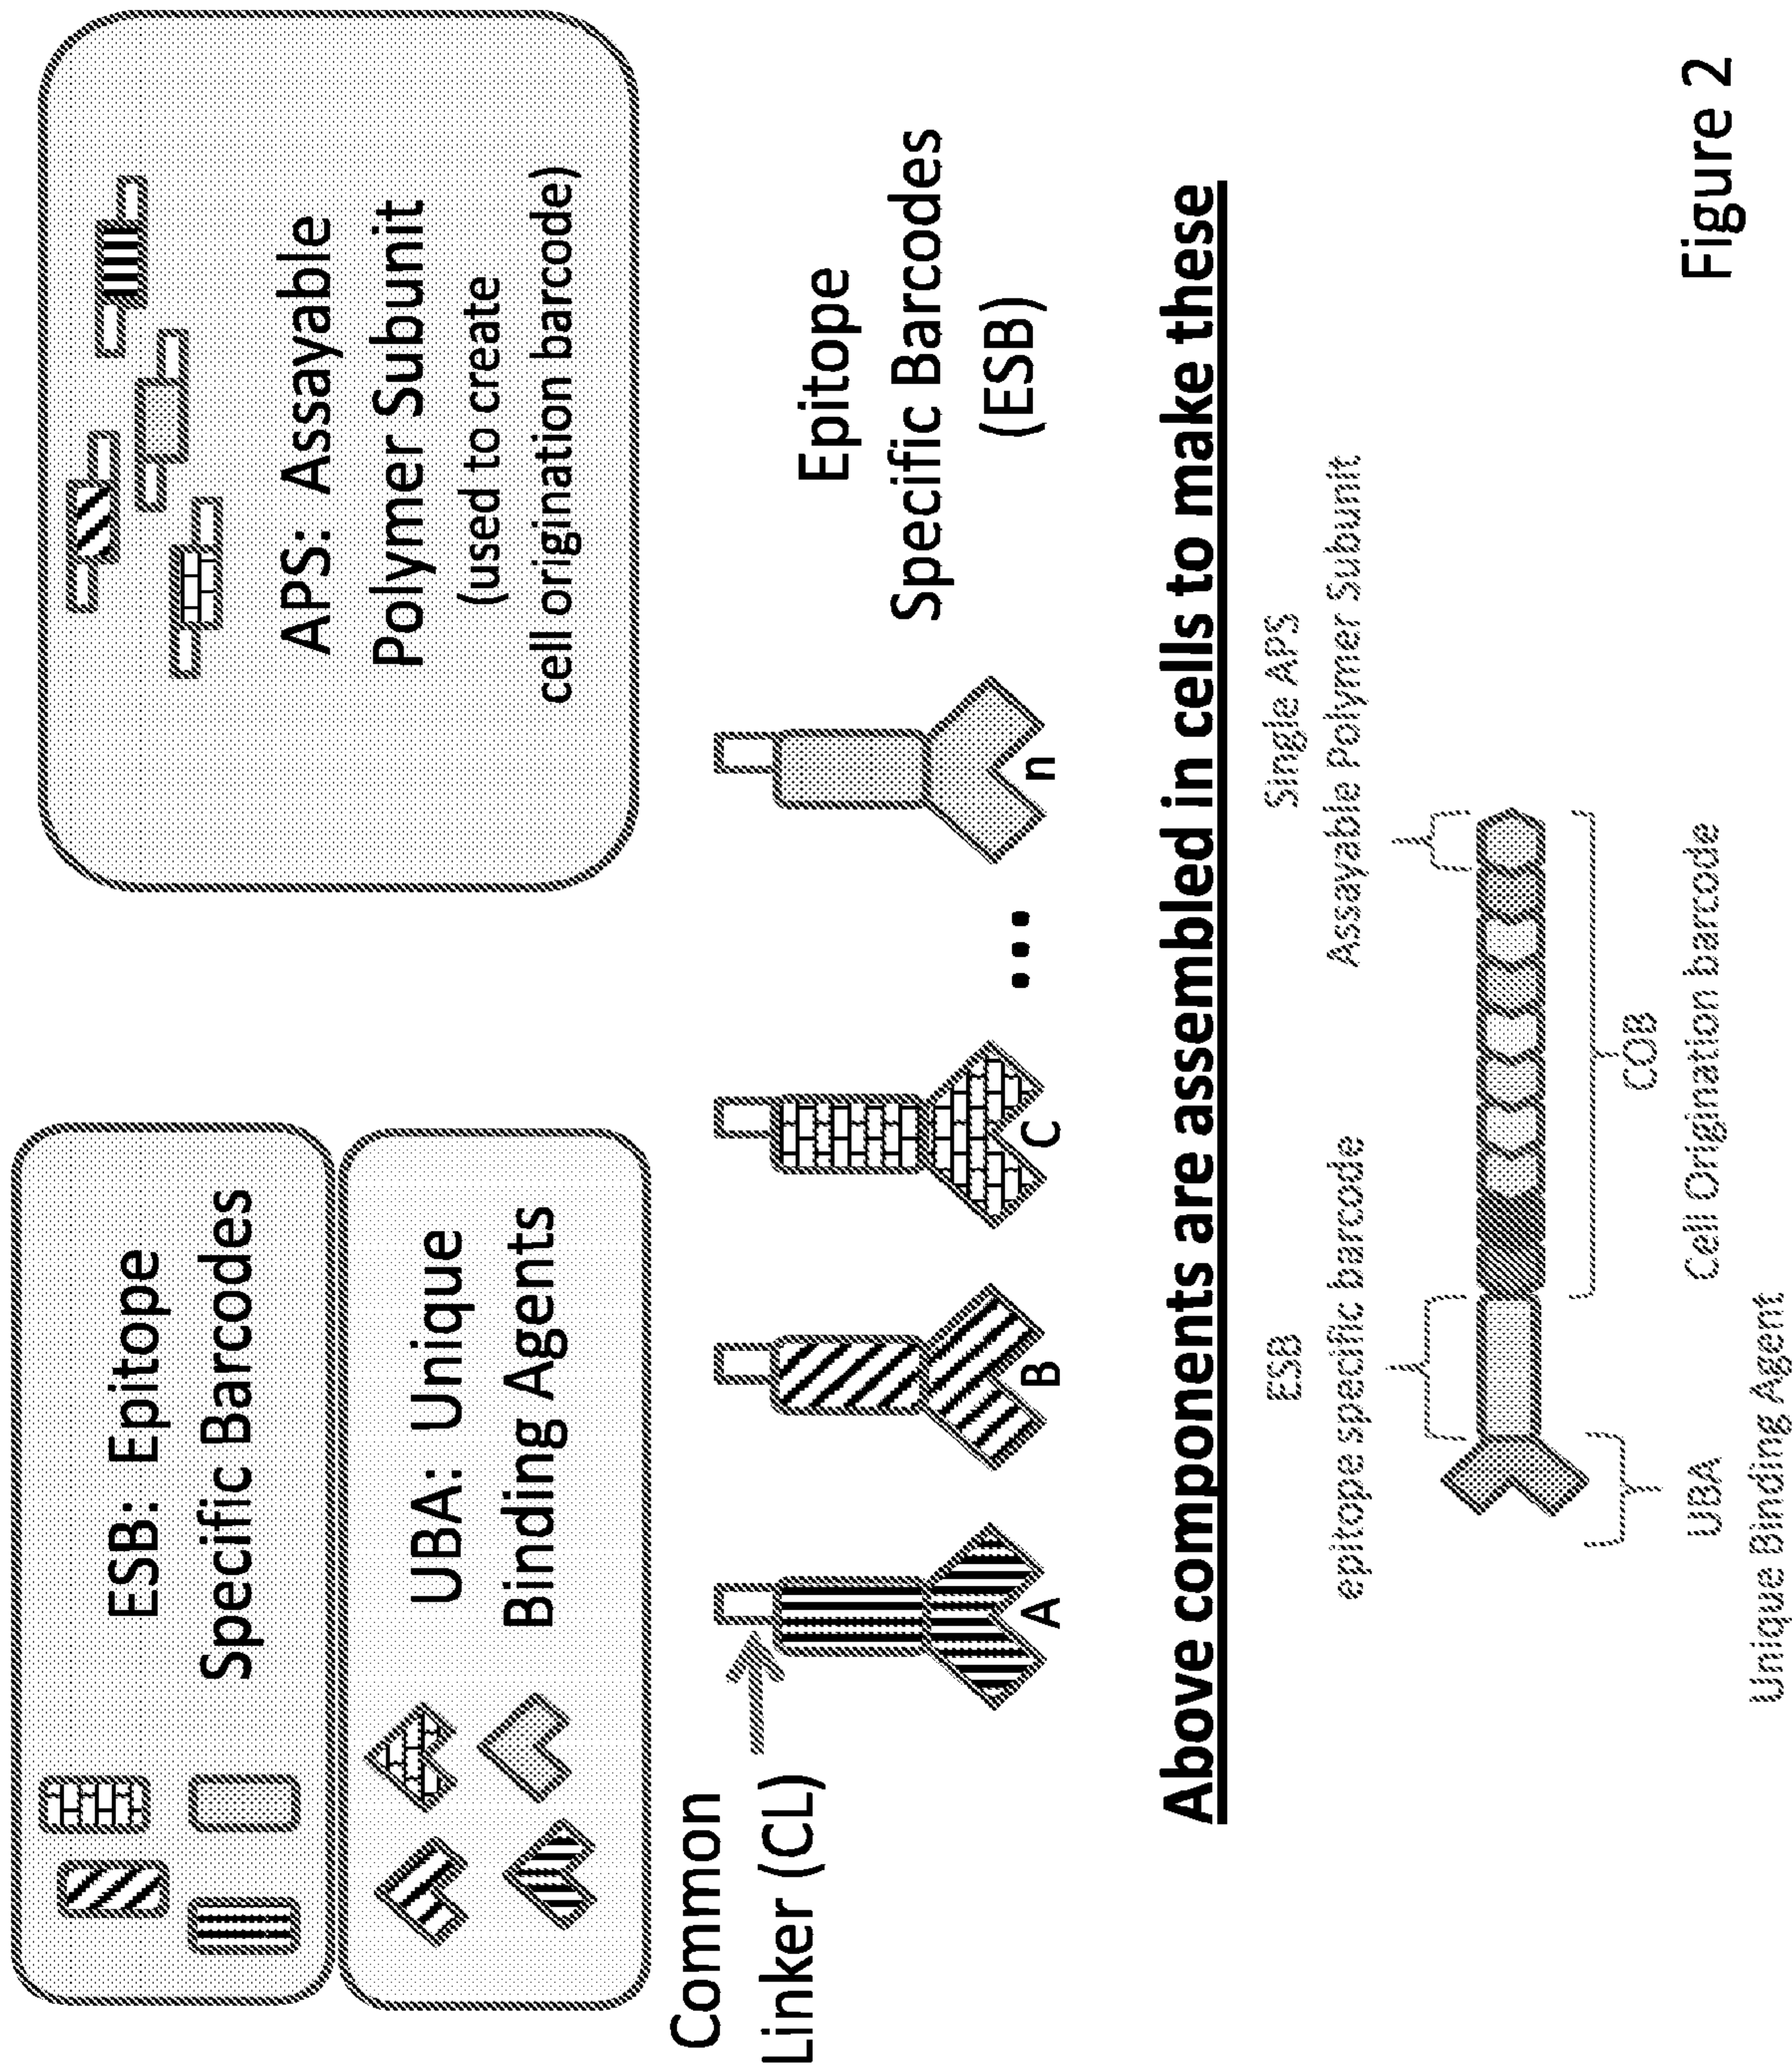 ESB: Epitope
Specific Barcodes
UBA: Unique
Binding Agents
APS: Assayable
Polymer Subunit
(used to create
cell origination barcode)
Common
Linker (CL)
A
B
C
...
n
Epitope
Specific Barcodes
(ESB)
Above components are assembled in cells to make these
ESB
epitope specific barcode
Single APS
Assayable Polymer Subunit
UBA
Unique Binding Agent
COB
Cell Origination barcode
Figure 2